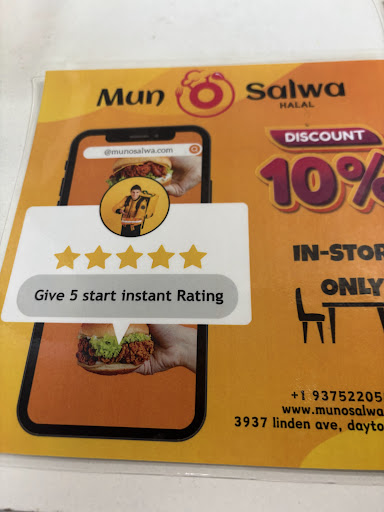 Mun O Salwa
HALAL
@munosalwa.com
DISCOUNT
10%
Give 5 start instant Rating
IN-STOR
ONLY
+1 93752205
www.munosalwa
3937 linden ave, dayto